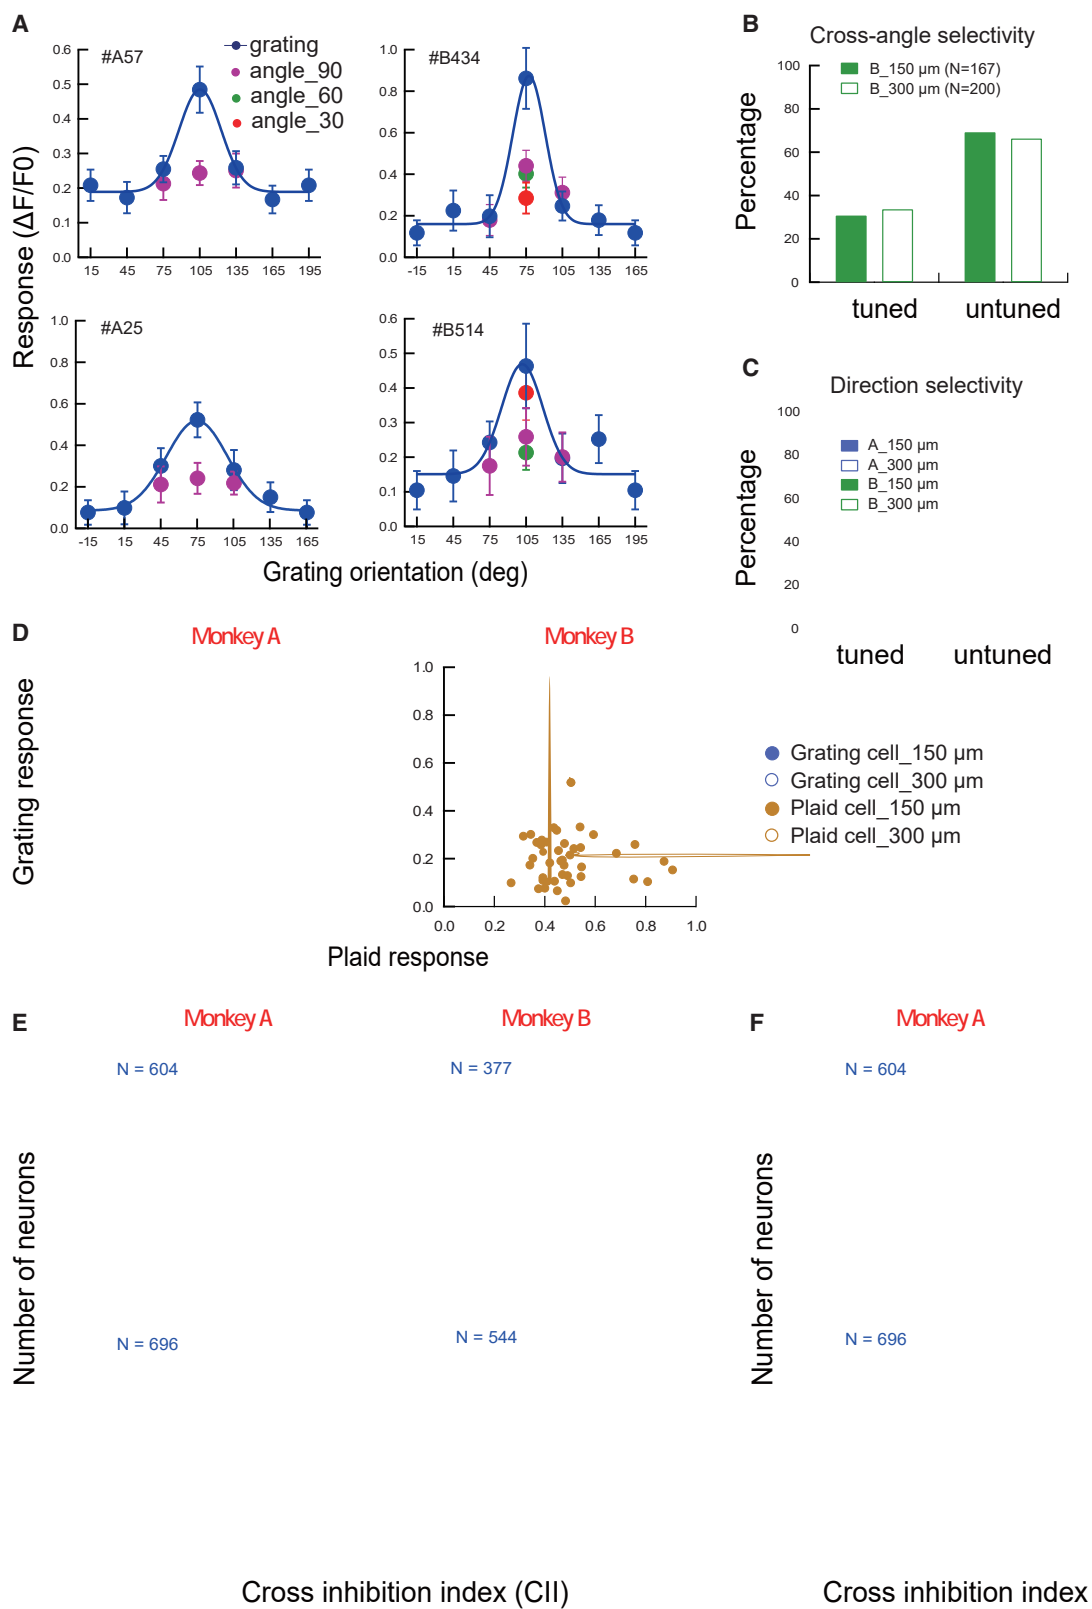 A
#A57
grating
angle_90
angle_60
angle_30
0.6
0.5
0.4
0.3
0.2
0.1
0.0
15 45 75 105 135 165 195
#B434
1.0
0.8
0.6
0.4
0.2
0.0
-15 15 45 75 105 135 165
Response (ΔF/F0)
#A25
1.0
0.8
0.6
0.4
0.2
0.0
-15 15 45 75 105 135 165
#B514
0.6
0.5
0.4
0.3
0.2
0.1
0.0
15 45 75 105 135 165 195
Grating orientation (deg)
B
Cross-angle selectivity
B_150 µm (N=167)
B_300 µm (N=200)
Percentage
100
80
60
40
20
0
tuned untuned
C
Direction selectivity
A_150 µm
A_300 µm
B_150 µm
B_300 µm
Percentage
100
80
60
40
20
0
tuned untuned
D
Monkey A
Monkey B
Grating response
1.0
0.8
0.6
0.4
0.2
0.0
0.0 0.2 0.4 0.6 0.8 1.0
Plaid response
Grating cell_150 µm
Grating cell_300 µm
Plaid cell_150 µm
Plaid cell_300 µm
E
Monkey A
Monkey B
N = 604
N = 377
Number of neurons
N = 696
N = 544
Cross inhibition index (CII)
F
Monkey A
N = 604
Number of neurons
N = 696
Cross inhibition index